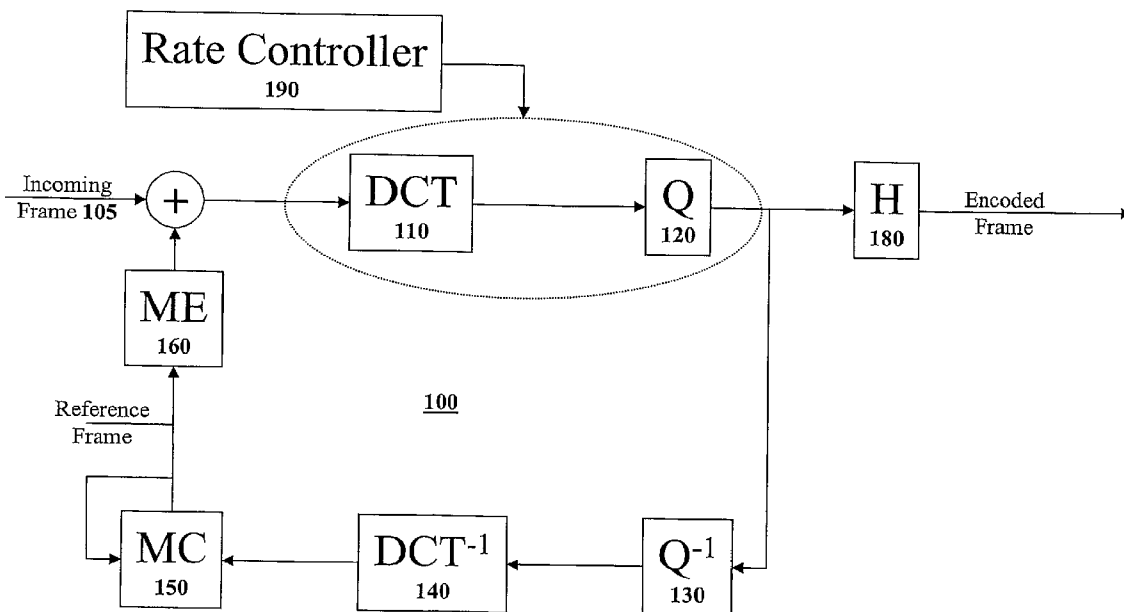 Rate Controller
190
Incoming
Frame 105
+
DCT
110
Q
120
H
180
Encoded
Frame
ME
160
100
Reference
Frame
MC
150
DCT-1
140
Q-1
130